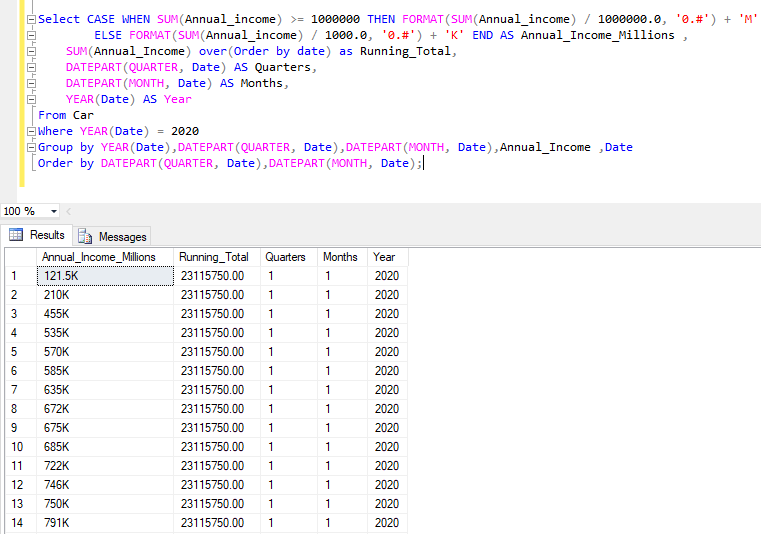 Select CASE WHEN SUM(Annual_income) >= 1000000 THEN FORMAT(SUM(Annual_income) / 1000000.0, '0.#') + 'M'
ELSE FORMAT(SUM(Annual_income) / 1000.0, '0.#') + 'K' END AS Annual_Income_Millions ,
SUM(Annual_Income) over(Order by date) as Running_Total,
DATEPART(QUARTER, Date) AS Quarters,
DATEPART(MONTH, Date) AS Months,
YEAR(Date) AS Year
From Car
Where YEAR(Date) = 2020
Group by YEAR(Date),DATEPART(QUARTER, Date),DATEPART(MONTH, Date),Annual_Income ,Date
Order by DATEPART(QUARTER, Date),DATEPART(MONTH, Date);
100 %
Results Messages
Annual_Income_Millions Running_Total Quarters Months Year
1 121.5K 23115750.00 1 1 2020
2 210K 23115750.00 1 1 2020
3 455K 23115750.00 1 1 2020
4 535K 23115750.00 1 1 2020
5 570K 23115750.00 1 1 2020
6 585K 23115750.00 1 1 2020
7 635K 23115750.00 1 1 2020
8 672K 23115750.00 1 1 2020
9 675K 23115750.00 1 1 2020
10 685K 23115750.00 1 1 2020
11 722K 23115750.00 1 1 2020
12 746K 23115750.00 1 1 2020
13 750K 23115750.00 1 1 2020
14 791K 23115750.00 1 1 2020